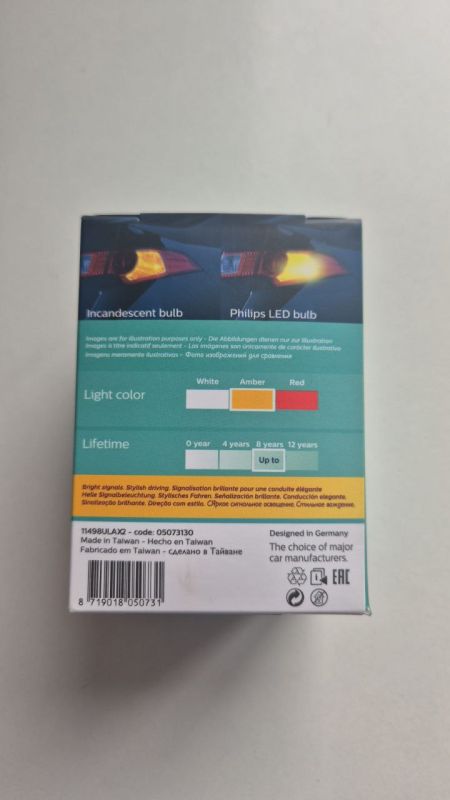 Incandescent bulb Philips LED bulb
Images are for illustration purposes only - Die Abbildungen dienen nur zur Illustration
Images à titre indicatif seulement - Las imágenes son únicamente de carácter ilustrativo
Imagens meramente ilustrativas - Фото изображений для сравнения
White Amber Red
Light color
Lifetime 0 year 4 years 8 years 12 years
Up to
Bright signals. Stylish driving. Signalisation brillante pour une conduite élégante
Helle Signalbeleuchtung. Stylisches Fahren. Señalización brillante. Conducción elegante.
Sinalização brilhante. Direção com estilo. Яркое сигнальное освещение. Стильное вождение.
11498ULAX2 - code: 05073130
Made in Taiwan - Hecho en Taiwan
Fabricado em Taiwan - сделано в Тайване
Designed in Germany
The choice of major
car manufacturers.
EAC
8 719018 050731